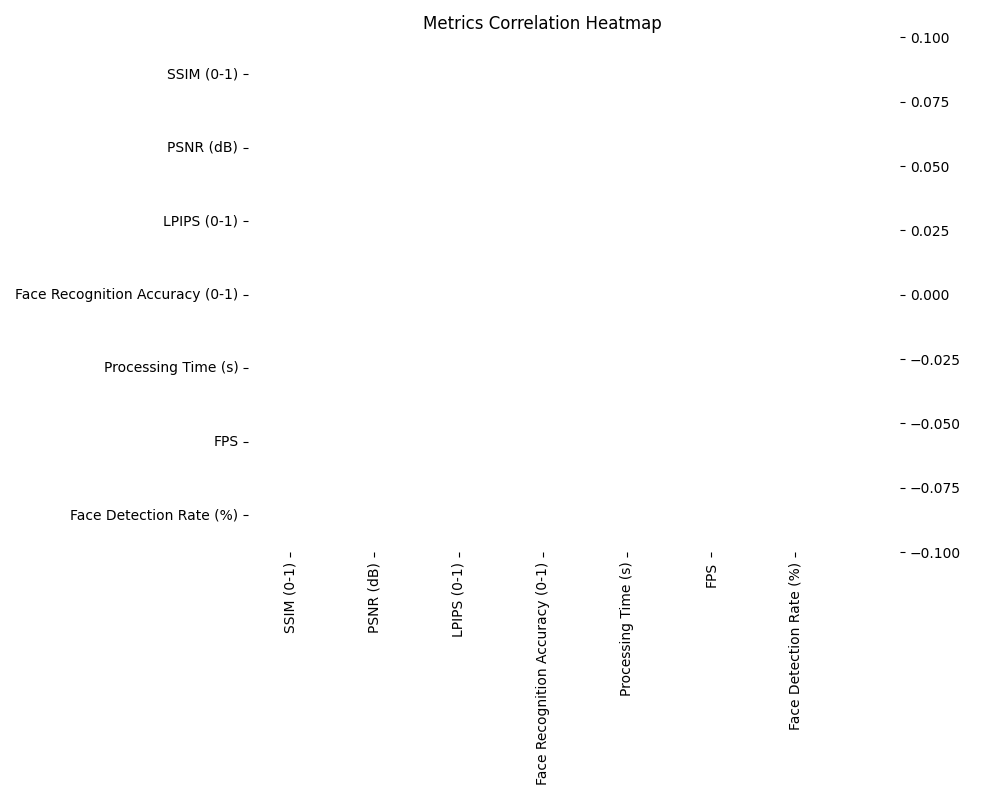 Metrics Correlation Heatmap
SSIM (0-1)
PSNR (dB)
LPIPS (0-1)
Face Recognition Accuracy (0-1)
Processing Time (s)
FPS
Face Detection Rate (%)
SSIM (0-1)
PSNR (dB)
LPIPS (0-1)
Face Recognition Accuracy (0-1)
Processing Time (s)
FPS
Face Detection Rate (%)
0.100
0.075
0.050
0.025
0.000
−0.025
−0.050
−0.075
−0.100